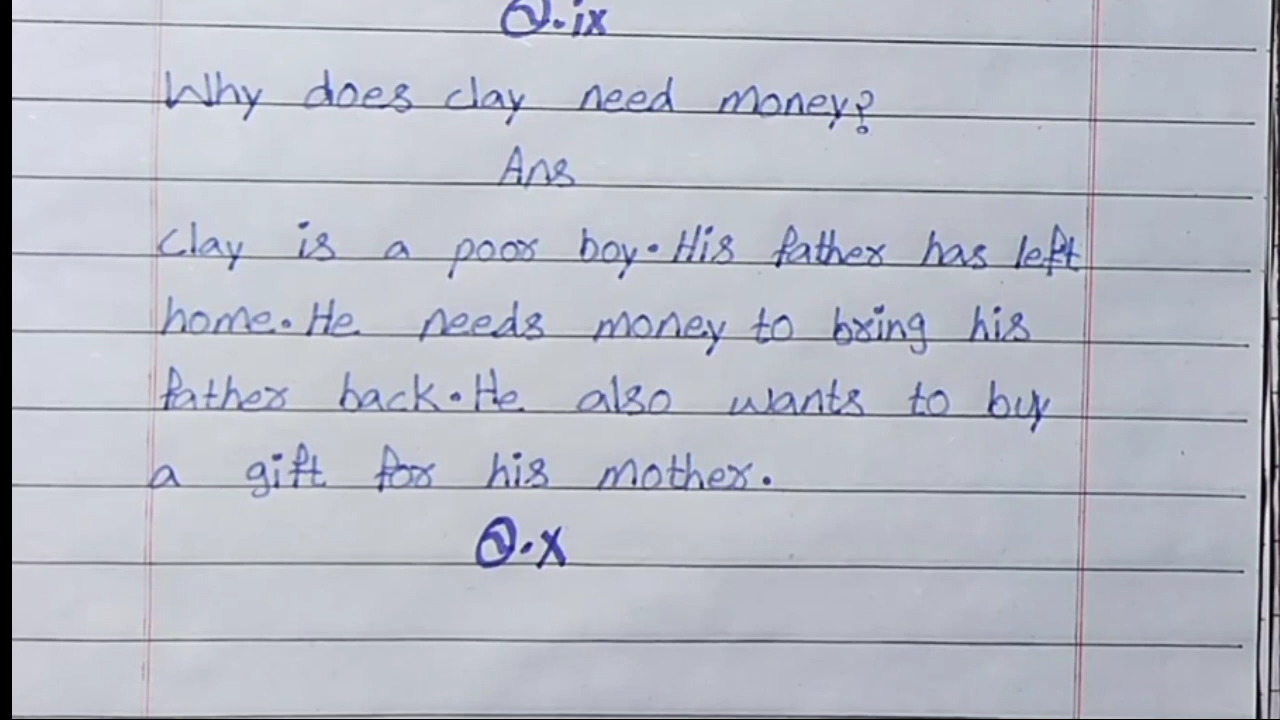 Q.ix
Why does clay need money?
Ans
Clay is a poor boy. His father has left
home. He needs money to bring his
father back. He also wants to buy
a gift for his mother.
Q.X